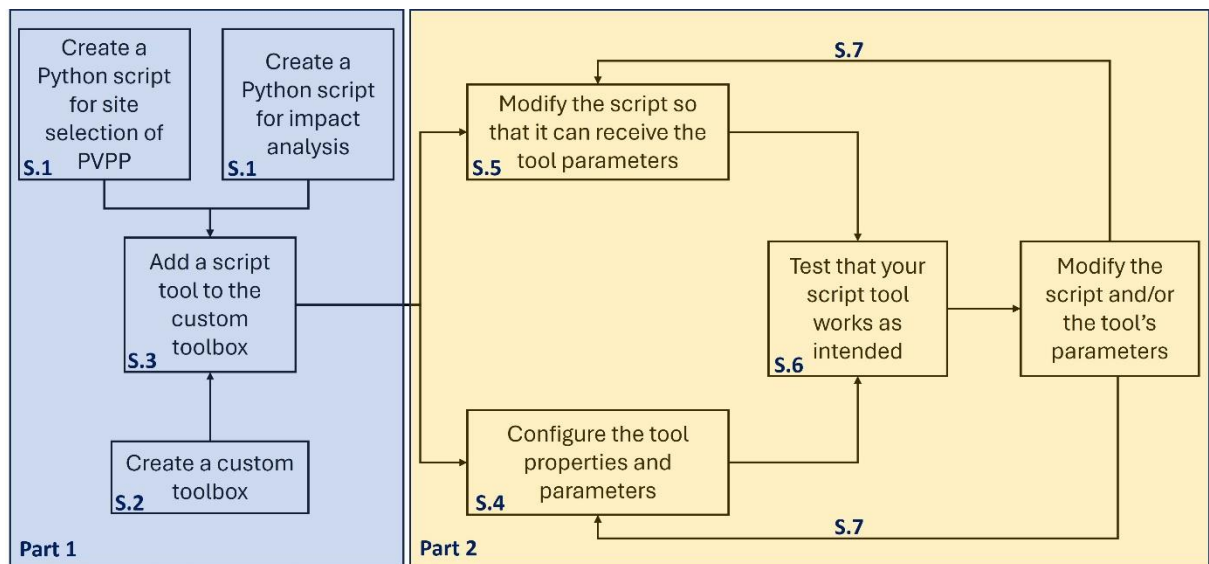 Create a
Python script
for site
selection of
PVPP
S.1
Create a
Python script
for impact
analysis
S.1
Add a script
tool to the
custom
toolbox
S.3
Create a custom
toolbox
S.2
Part 1
S.7
Modify the script so
that it can receive the
tool parameters
S.5
Test that your
script tool
works as
intended
S.6
Modify the
script and/or
the tool's
parameters
Configure the tool
properties and
parameters
S.4
S.7
Part 2